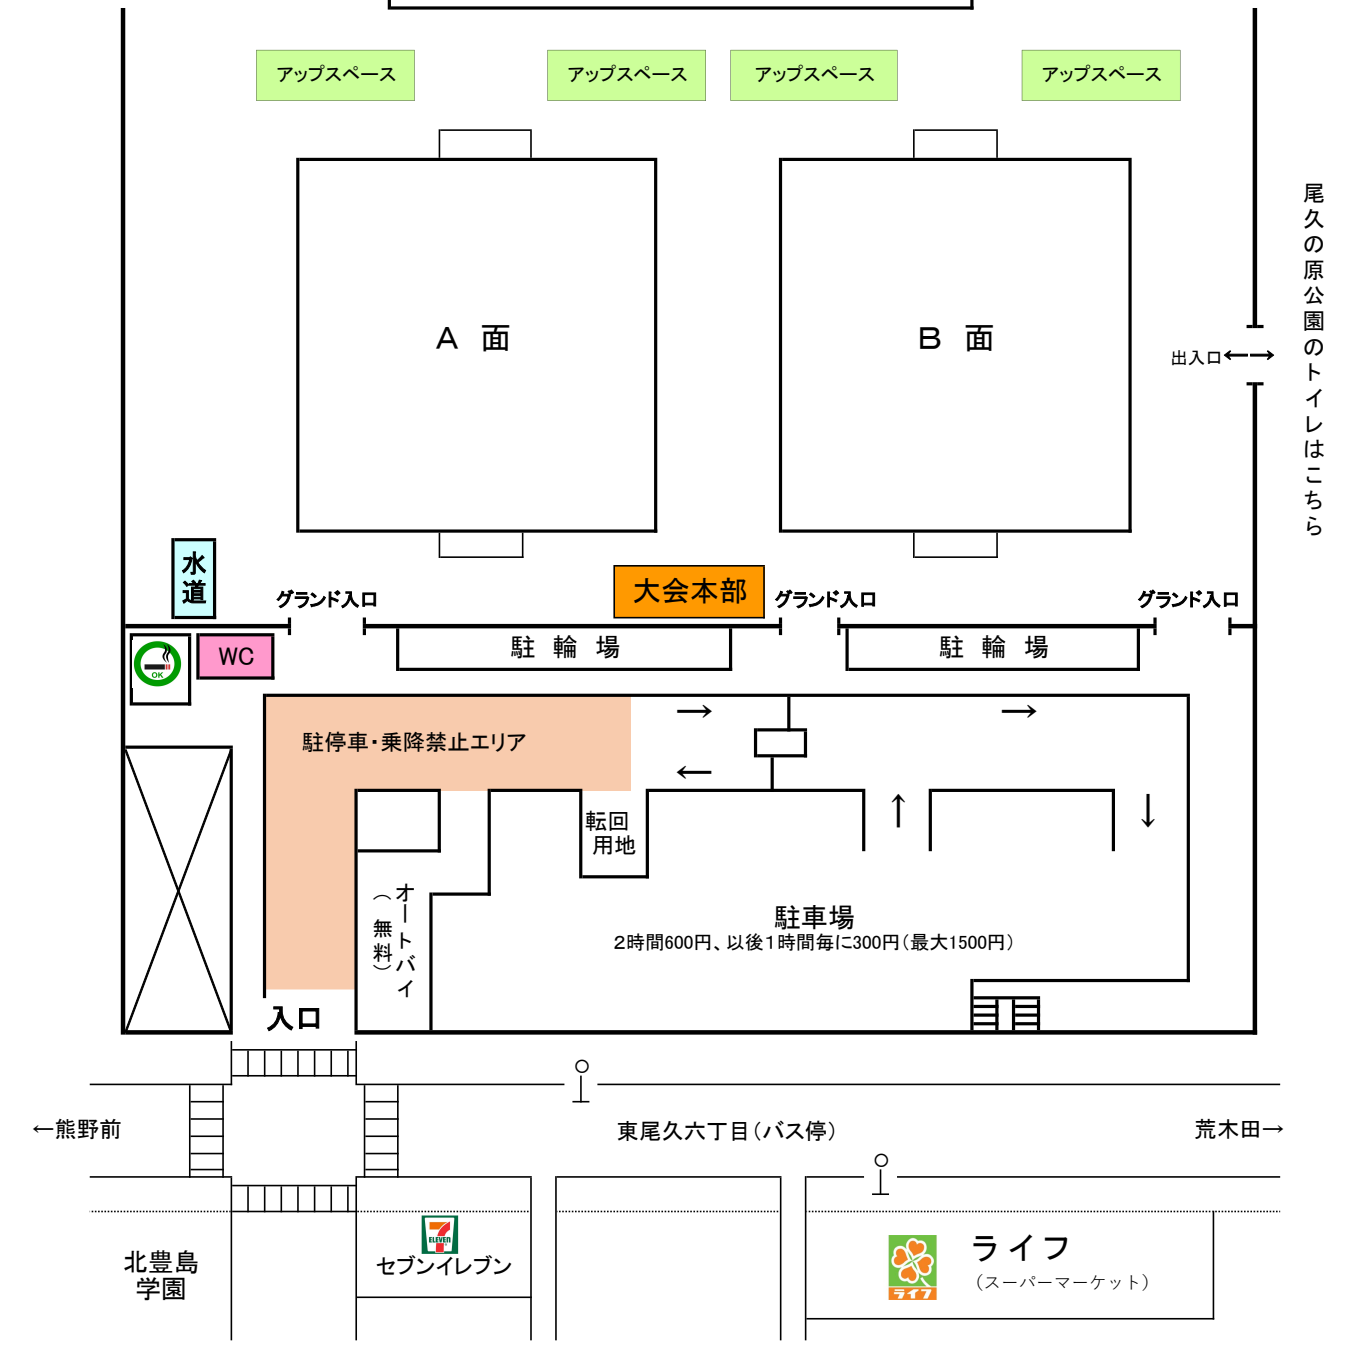 アップスペース
アップスペース
アップスペース
アップスペース
Ａ 面
Ｂ 面
尾久の原公園のトイレはこちら
出入口←→
水道
グランド入口
大会本部
グランド入口
グランド入口
OK
WC
駐 輪 場
駐 輪 場
駐停車・乗降禁止エリア
→
→
←
↑
↓
転回
用地
オートバイ
（無料）
駐車場
２時間600円、以後１時間毎に300円（最大1500円）
入口
←熊野前
東尾久六丁目（バス停）
荒木田→
北豊島
学園
7
ELEVEn
セブンイレブン
ライフ
ライフ
（スーパーマーケット）